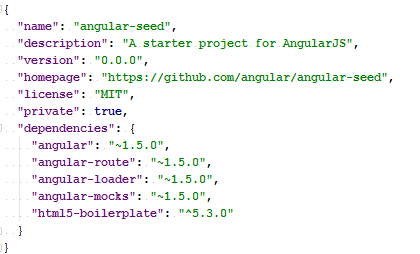 {
"name": "angular-seed",
"description": "A starter project for AngularJS",
"version": "0.0.0",
"homepage": "https://github.com/angular/angular-seed",
"license": "MIT",
"private": true,
"dependencies": {
"angular": "~1.5.0",
"angular-route": "~1.5.0",
"angular-loader": "~1.5.0",
"angular-mocks": "~1.5.0",
"html5-boilerplate": "^5.3.0"
}
}